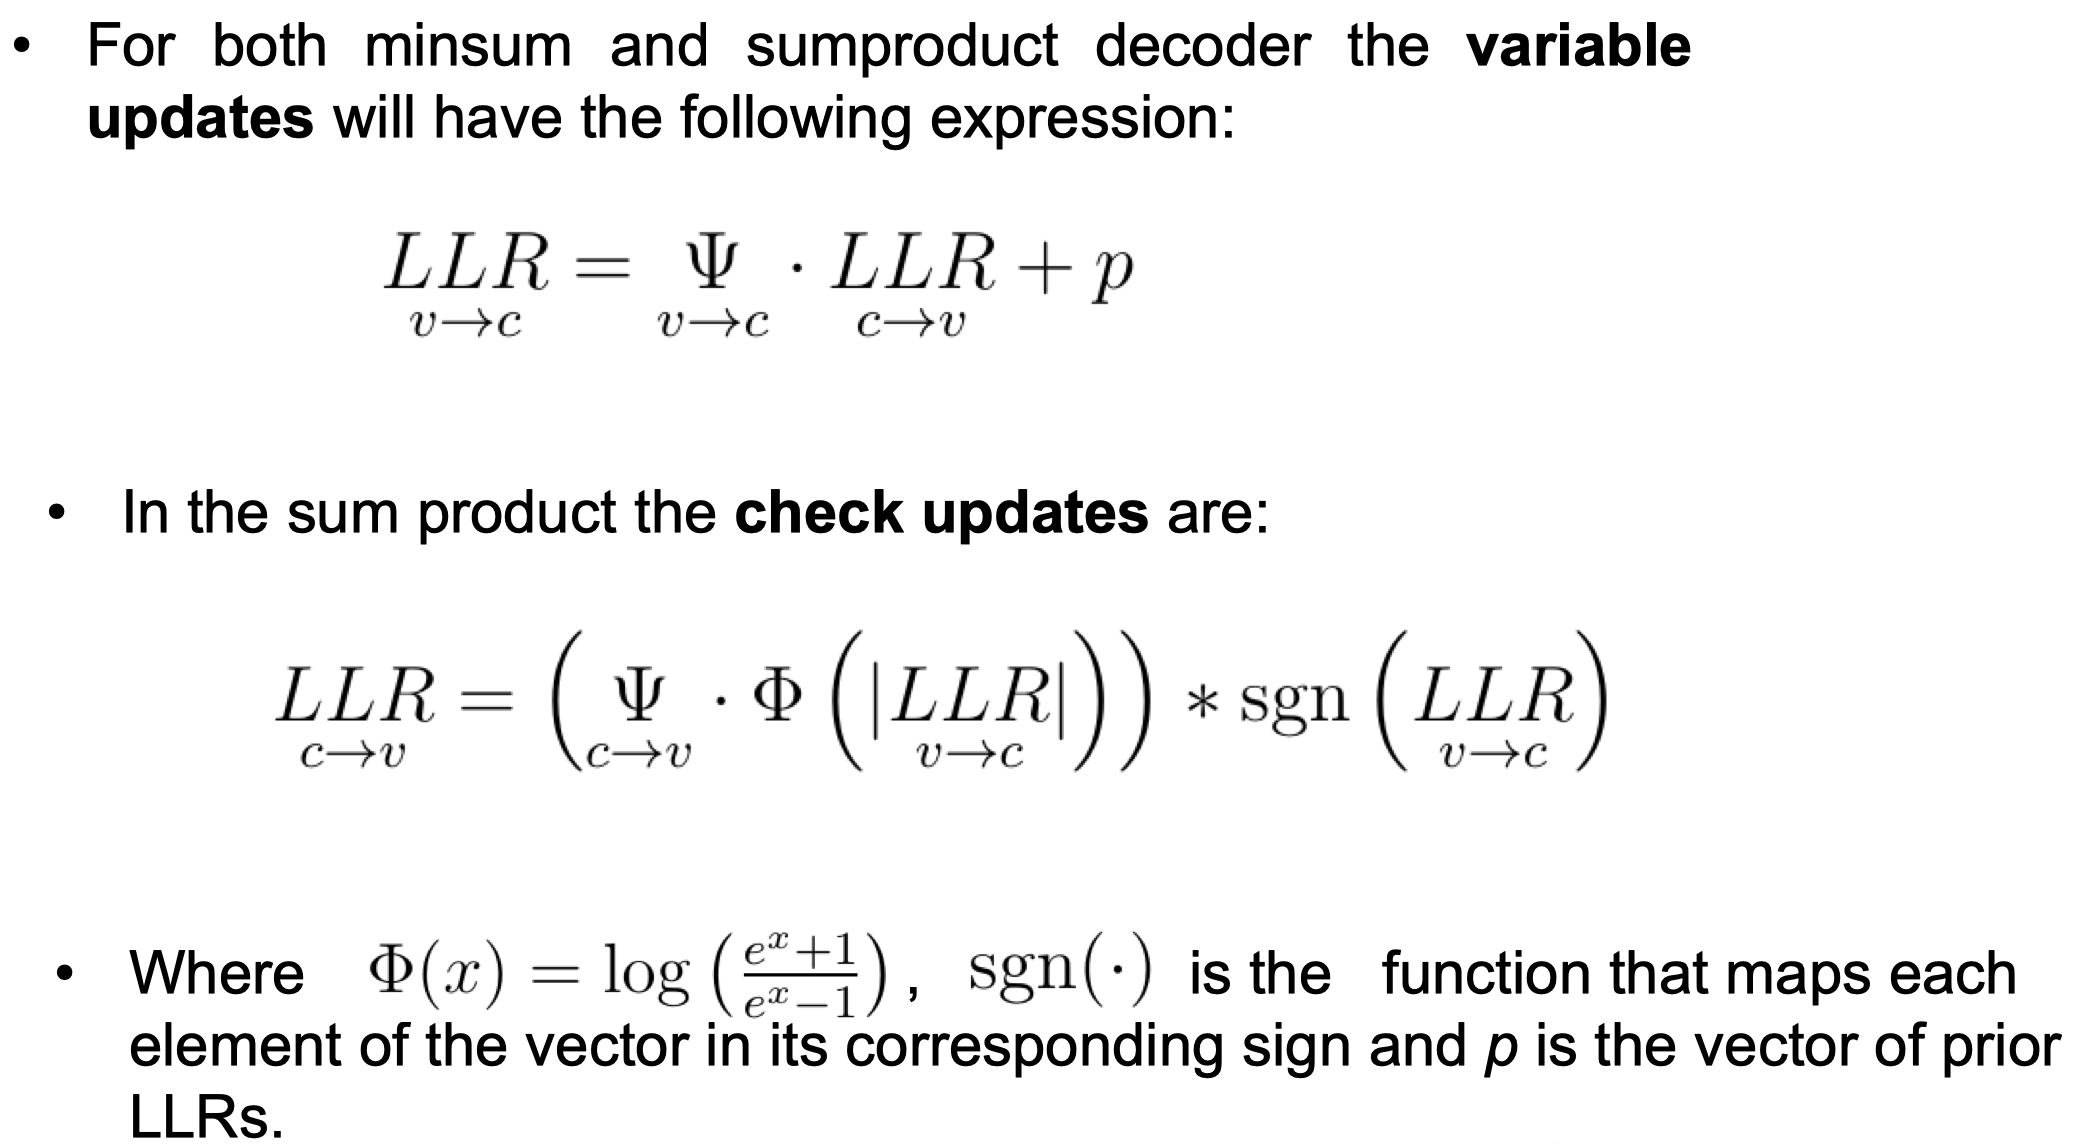 • For both minsum and sumproduct decoder the variable
updates will have the following expression:
$\underset{v \to c}{LLR} = \underset{v \to c}{\Psi} \cdot \underset{c \to v}{LLR} + p$
• In the sum product the check updates are:
$\underset{c \to v}{LLR} = \left( \underset{c \to v}{\Psi} \cdot \Phi \left( |\underset{v \to c}{LLR}| \right) \right) * \text{sgn} \left( \underset{v \to c}{LLR} \right)$
• Where $\Phi(x) = \log \left( \frac{e^x+1}{e^x-1} \right)$, $\text{sgn}(\cdot)$ is the function that maps each
element of the vector in its corresponding sign and p is the vector of prior
LLRs.